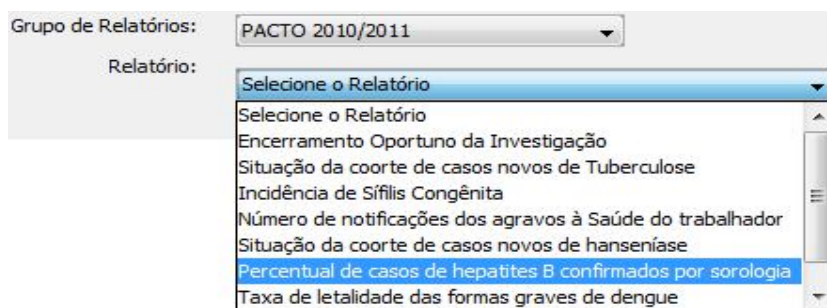 Grupo de Relatórios:
PACTO 2010/2011
Relatório:
Selecione o Relatório
Selecione o Relatório
Encerramento Oportuno da Investigação
Situação da coorte de casos novos de Tuberculose
Incidência de Sífilis Congênita
Número de notificações dos agravos à Saúde do trabalhador
Situação da coorte de casos novos de hanseníase
Percentual de casos de hepatites B confirmados por sorologia
Taxa de letalidade das formas graves de dengue